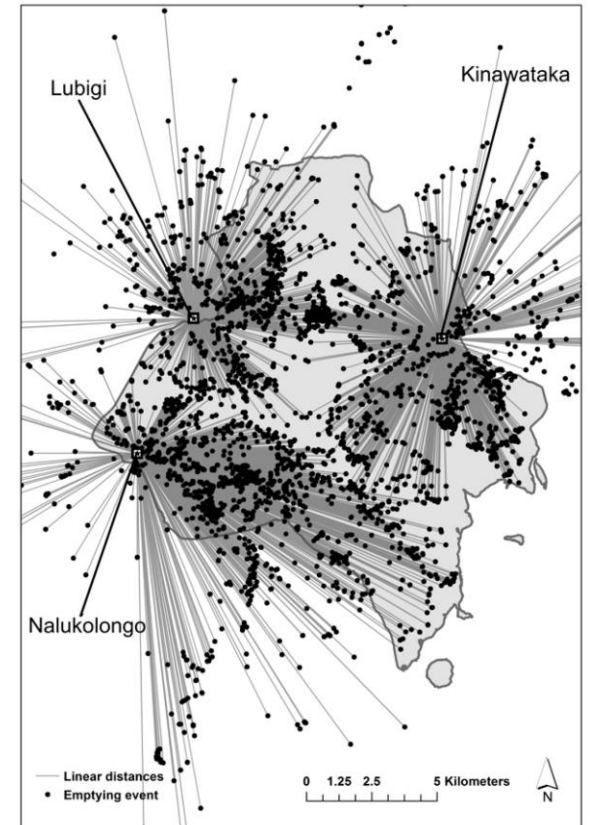 Lubigi
Kinawataka
Nalukolongo
Linear distances
Emptying event
0 1.25 2.5 5 Kilometers
N